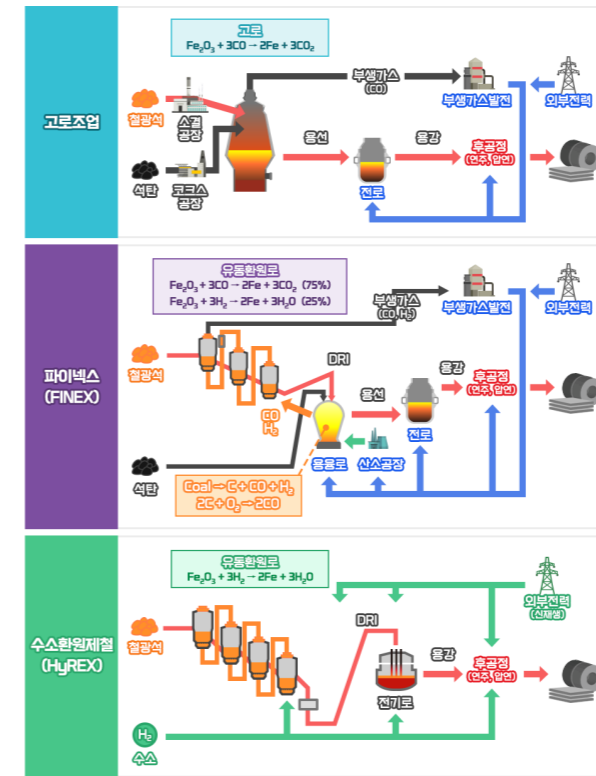 고로조업
고로
Fe₂O₃ + 3CO → 2Fe + 3CO₂
철광석
소결
공장
석탄
코크스
공장
부생가스
(CO)
부생가스발전
외부전력
용선
전로
용강
후공정
(연주, 압연)
파이넥스
(FINEX)
유동환원로
Fe₂O₃ + 3CO → 2Fe + 3CO₂ (75%)
Fe₂O₃ + 3H₂ → 2Fe + 3H₂O (25%)
부생가스
(CO, H₂)
부생가스발전
외부전력
철광석
DRI
CO
H₂
용선
용강
후공정
(연주, 압연)
전로
석탄
용융로
산소공장
Coal → C + CO + H₂
2C + O₂ → 2CO
수소환원제철
(HyREX)
유동환원로
Fe₂O₃ + 3H₂ → 2Fe + 3H₂O
외부전력
(신재생)
철광석
DRI
용강
후공정
(연주, 압연)
전기로
H₂
수소